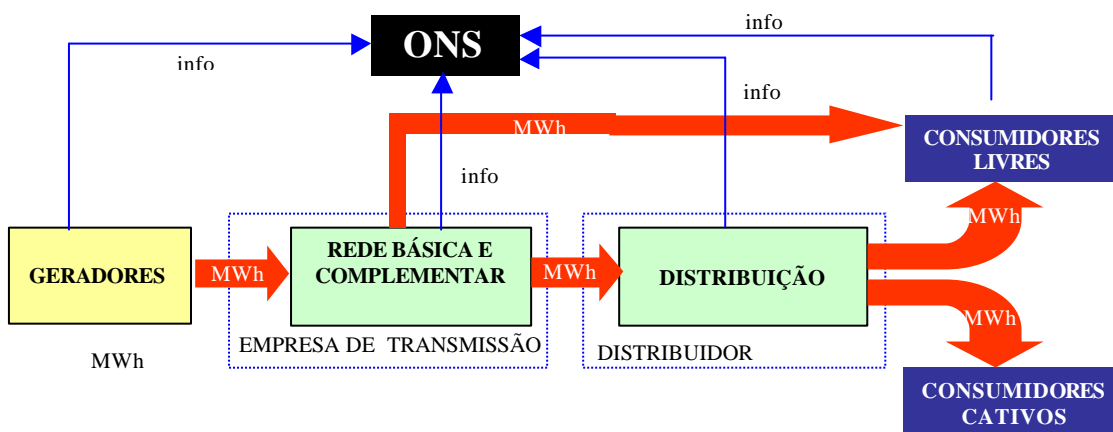 info
ONS
info
info
MWh
CONSUMIDORES
LIVRES
info
MWh
GERADORES
MWh
REDE BÁSICA E
COMPLEMENTAR
MWh
DISTRIBUIÇÃO
MWh
EMPRESA DE TRANSMISSÃO
DISTRIBUIDOR
MWh
CONSUMIDORES
CATIVOS